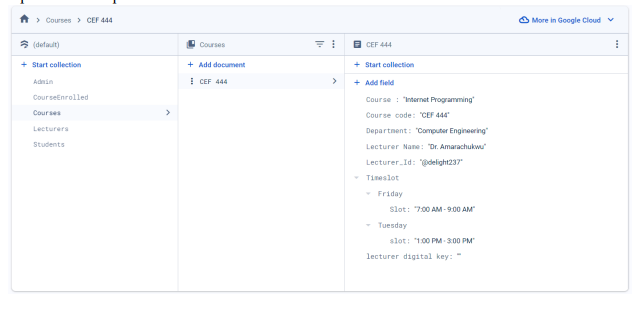 Courses > CEF 444
More in Google Cloud
(default)
Courses
CEF 444
+ Start collection
+ Add document
+ Start collection
Admin
CourseEnrolled
Courses
Lecturers
Students
CEF 444
+ Add field
Course : "Internet Programming"
Course code: "CEF 444"
Department: "Computer Engineering"
Lecturer Name: "Dr. Amarachukwu"
Lecturer_Id: "@delight237"
Timeslot
Friday
Slot: "7:00 AM - 9:00 AM"
Tuesday
slot: "1:00 PM - 3:00 PM"
lecturer digital key: ""